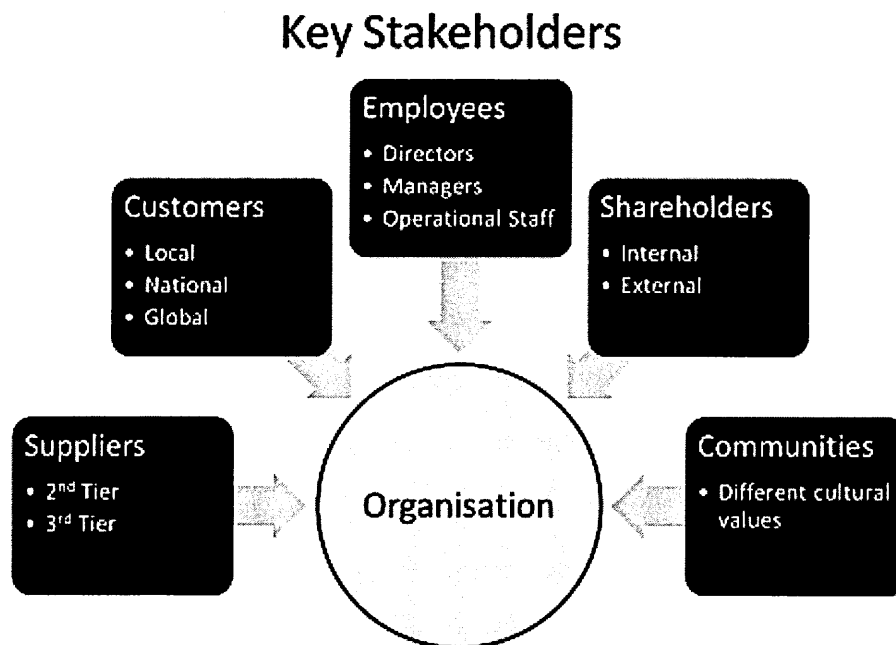 Key Stakeholders
Employees
• Directors
• Managers
• Operational Staff
Customers
• Local
• National
• Global
Shareholders
• Internal
• External
Suppliers
• 2nd Tier
• 3rd Tier
Communities
• Different cultural
values
Organisation